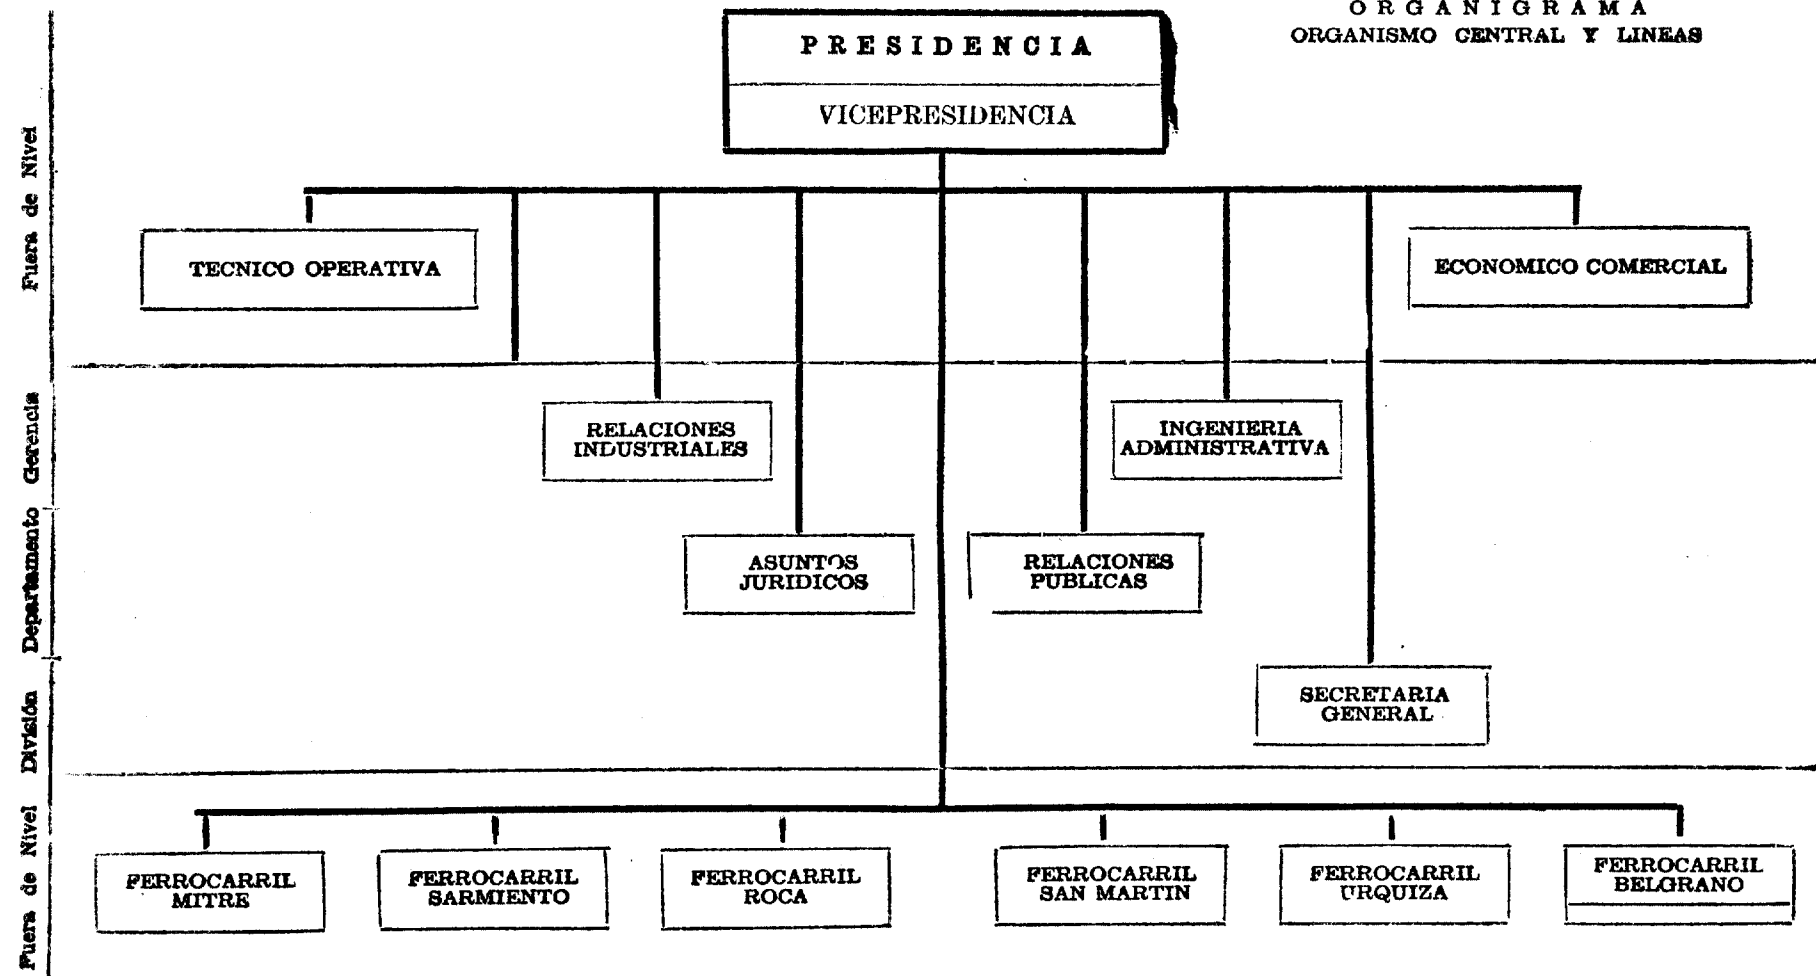 O R G A N I G R A M A
ORGANISMO CENTRAL Y LINEAS
PRESIDENCIA
VICEPRESIDENCIA
Fuera de Nivel
TECNICO OPERATIVA
ECONOMICO COMERCIAL
Gerencia
RELACIONES
INDUSTRIALES
INGENIERIA
ADMINISTRATIVA
Departamento
ASUNTOS
JURIDICOS
RELACIONES
PUBLICAS
División
SECRETARIA
GENERAL
Fuera de Nivel
FERROCARRIL
MITRE
FERROCARRIL
SARMIENTO
FERROCARRIL
ROCA
FERROCARRIL
SAN MARTIN
FERROCARRIL
URQUIZA
FERROCARRIL
BELGRANO